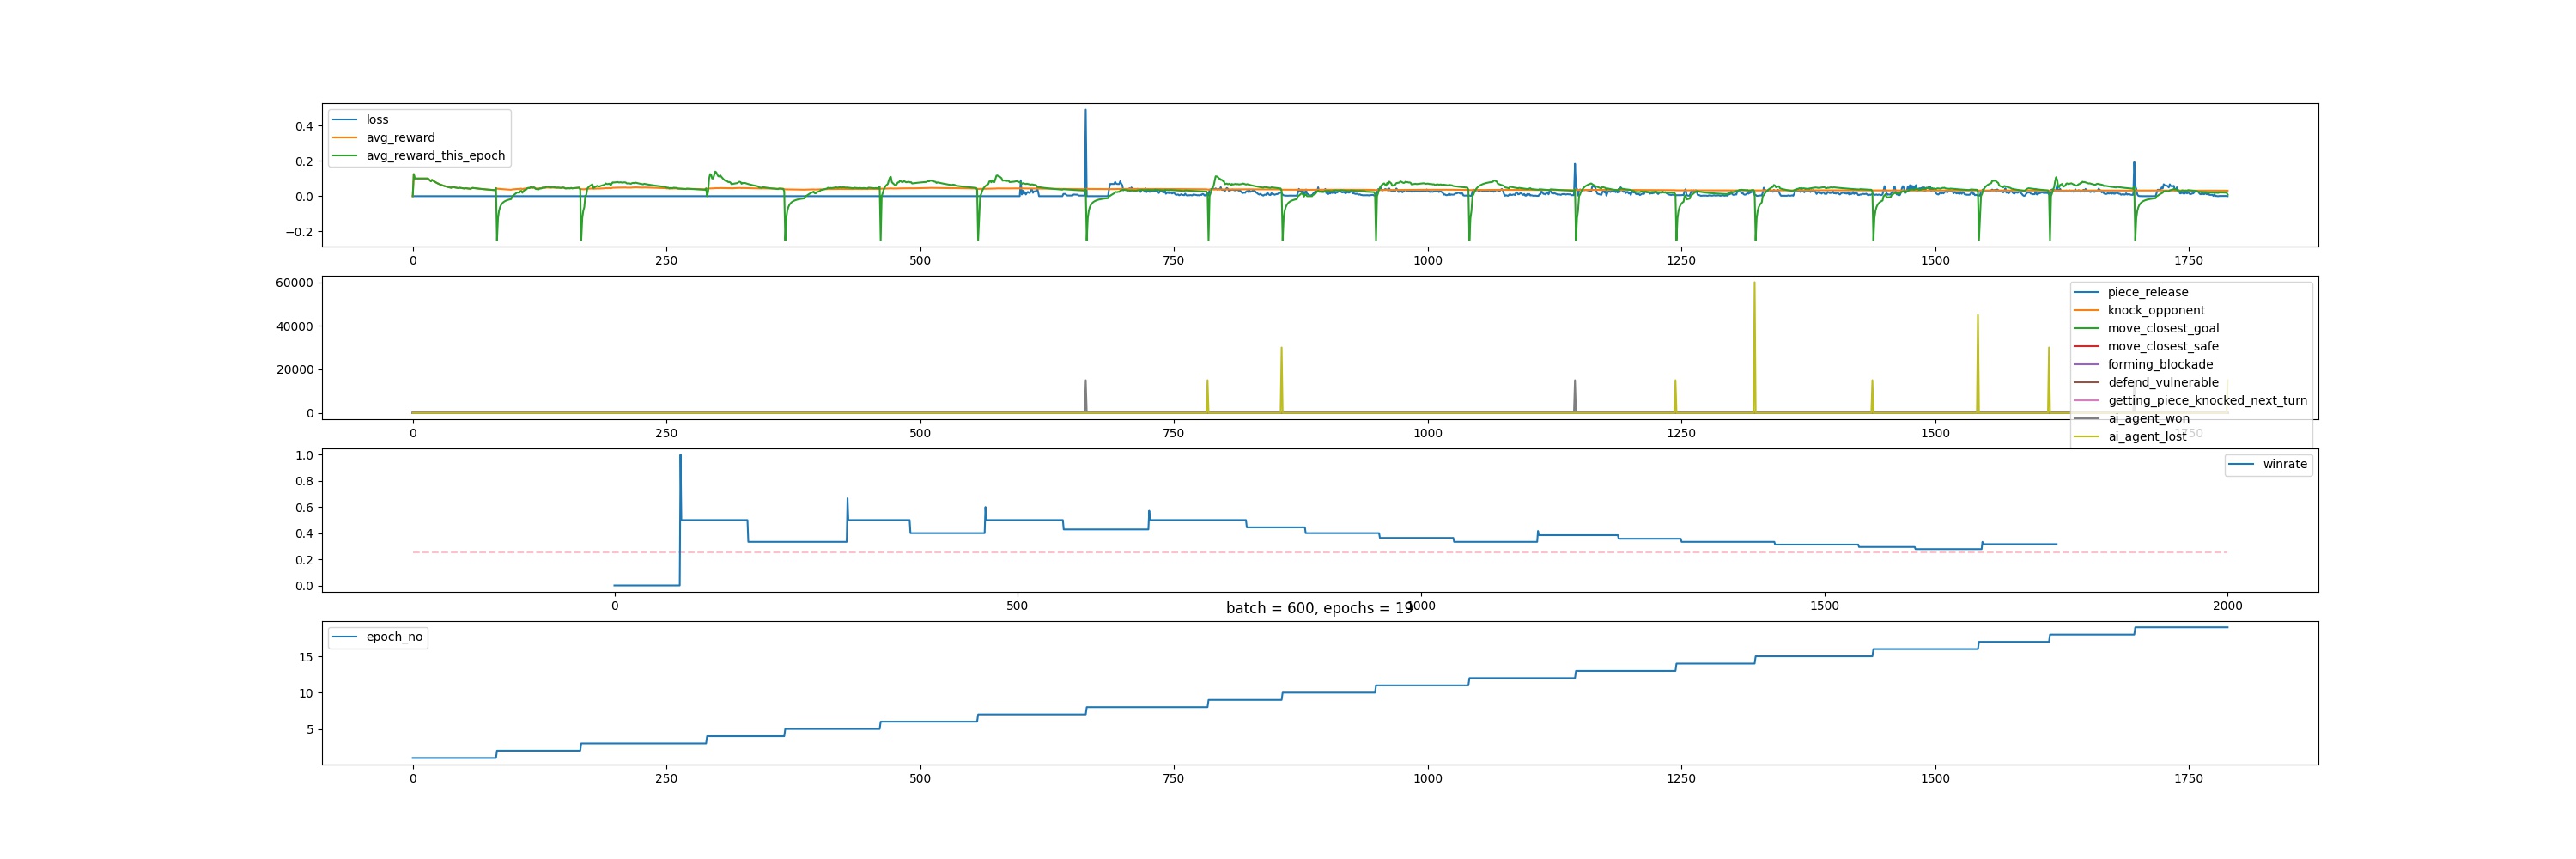 loss
avg_reward
avg_reward_this_epoch
0.4
0.2
0.0
−0.2
0 250 500 750 1000 1250 1500 1750
60000
40000
20000
0
piece_release
knock_opponent
move_closest_goal
move_closest_safe
forming_blockade
defend_vulnerable
getting_piece_knocked_next_turn
ai_agent_won
ai_agent_lost
0 250 500 750 1000 1250 1500 1750
1.0
0.8
0.6
0.4
0.2
0.0
winrate
0 500 1000 1500 2000
batch = 600, epochs = 19
epoch_no
15
10
5
0 250 500 750 1000 1250 1500 1750